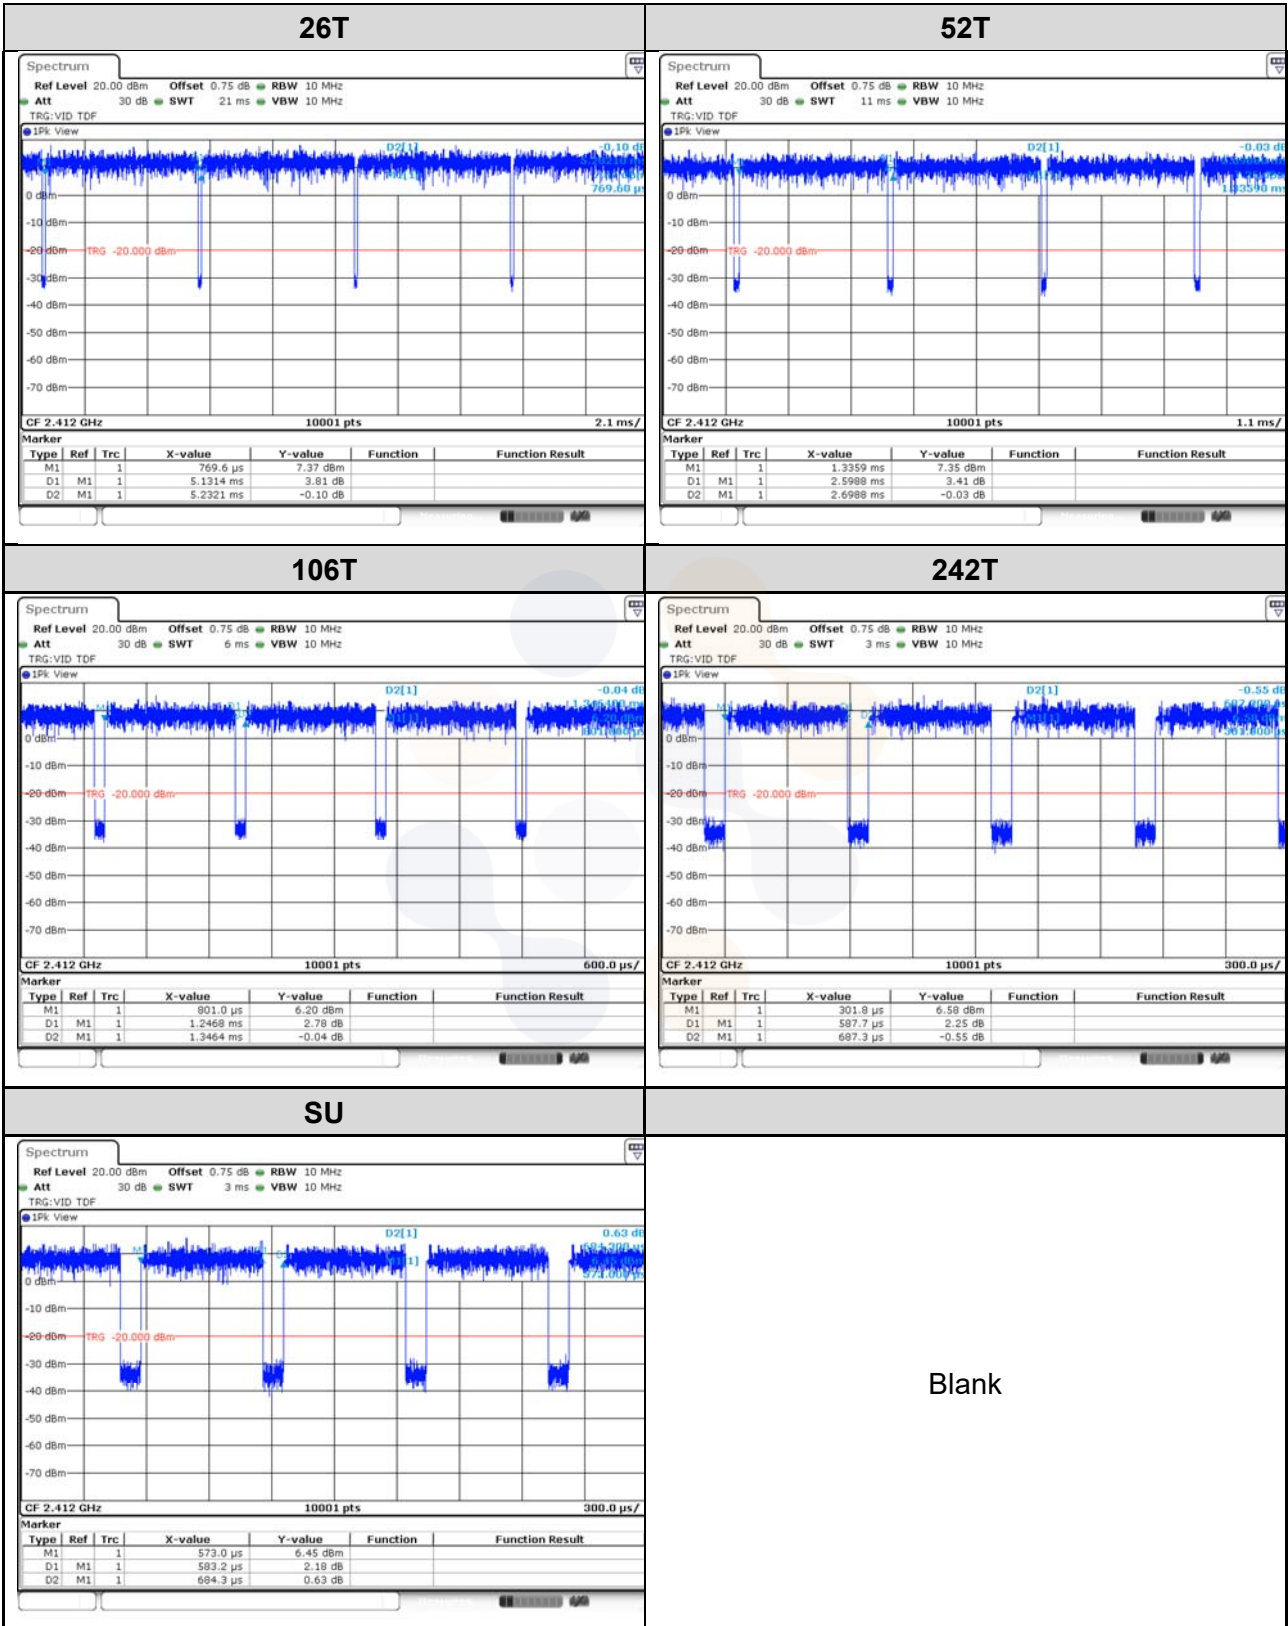 26T
52T
Spectrum
Ref Level 20.00 dBm Offset 0.75 dB RBW 10 MHz
Att 30 dB SWT 21 ms VBW 10 MHz
TRG:VID TDF
1Pk View
D2[1] -0.10 dB
769.60 µs
0 dBm
-10 dBm
-20 dBm TRG -20.000 dBm
-30 dBm
-40 dBm
-50 dBm
-60 dBm
-70 dBm
CF 2.412 GHz 10001 pts 2.1 ms/
Marker
Type Ref Trc X-value Y-value Function Function Result
M1 1 769.6 µs 7.37 dBm
D1 M1 1 5.1314 ms 3.81 dB
D2 M1 1 5.2321 ms -0.10 dB
Spectrum
Ref Level 20.00 dBm Offset 0.75 dB RBW 10 MHz
Att 30 dB SWT 11 ms VBW 10 MHz
TRG:VID TDF
1Pk View
D2[1] -0.03 dB
1.33590 ms
0 dBm
-10 dBm
-20 dBm TRG -20.000 dBm
-30 dBm
-40 dBm
-50 dBm
-60 dBm
-70 dBm
CF 2.412 GHz 10001 pts 1.1 ms/
Marker
Type Ref Trc X-value Y-value Function Function Result
M1 1 1.3359 ms 7.35 dBm
D1 M1 1 2.5988 ms 3.41 dB
D2 M1 1 2.6988 ms -0.03 dB
106T
242T
Spectrum
Ref Level 20.00 dBm Offset 0.75 dB RBW 10 MHz
Att 30 dB SWT 6 ms VBW 10 MHz
TRG:VID TDF
1Pk View
D2[1] -0.04 dB
801.000 µs
0 dBm
-10 dBm
-20 dBm TRG -20.000 dBm
-30 dBm
-40 dBm
-50 dBm
-60 dBm
-70 dBm
CF 2.412 GHz 10001 pts 600.0 µs/
Marker
Type Ref Trc X-value Y-value Function Function Result
M1 1 801.0 µs 6.20 dBm
D1 M1 1 1.2468 ms 2.78 dB
D2 M1 1 1.3464 ms -0.04 dB
Spectrum
Ref Level 20.00 dBm Offset 0.75 dB RBW 10 MHz
Att 30 dB SWT 3 ms VBW 10 MHz
TRG:VID TDF
1Pk View
D2[1] -0.55 dB
301.800 µs
0 dBm
-10 dBm
-20 dBm TRG -20.000 dBm
-30 dBm
-40 dBm
-50 dBm
-60 dBm
-70 dBm
CF 2.412 GHz 10001 pts 300.0 µs/
Marker
Type Ref Trc X-value Y-value Function Function Result
M1 1 301.8 µs 6.58 dBm
D1 M1 1 587.7 µs 2.25 dB
D2 M1 1 687.3 µs -0.55 dB
SU
Spectrum
Ref Level 20.00 dBm Offset 0.75 dB RBW 10 MHz
Att 30 dB SWT 3 ms VBW 10 MHz
TRG:VID TDF
1Pk View
D2[1] 0.63 dB
684.300 µs
573.000 µs
0 dBm
-10 dBm
-20 dBm TRG -20.000 dBm
-30 dBm
-40 dBm
-50 dBm
-60 dBm
-70 dBm
CF 2.412 GHz 10001 pts 300.0 µs/
Marker
Type Ref Trc X-value Y-value Function Function Result
M1 1 573.0 µs 6.45 dBm
D1 M1 1 583.2 µs 2.18 dB
D2 M1 1 684.3 µs 0.63 dB
Blank